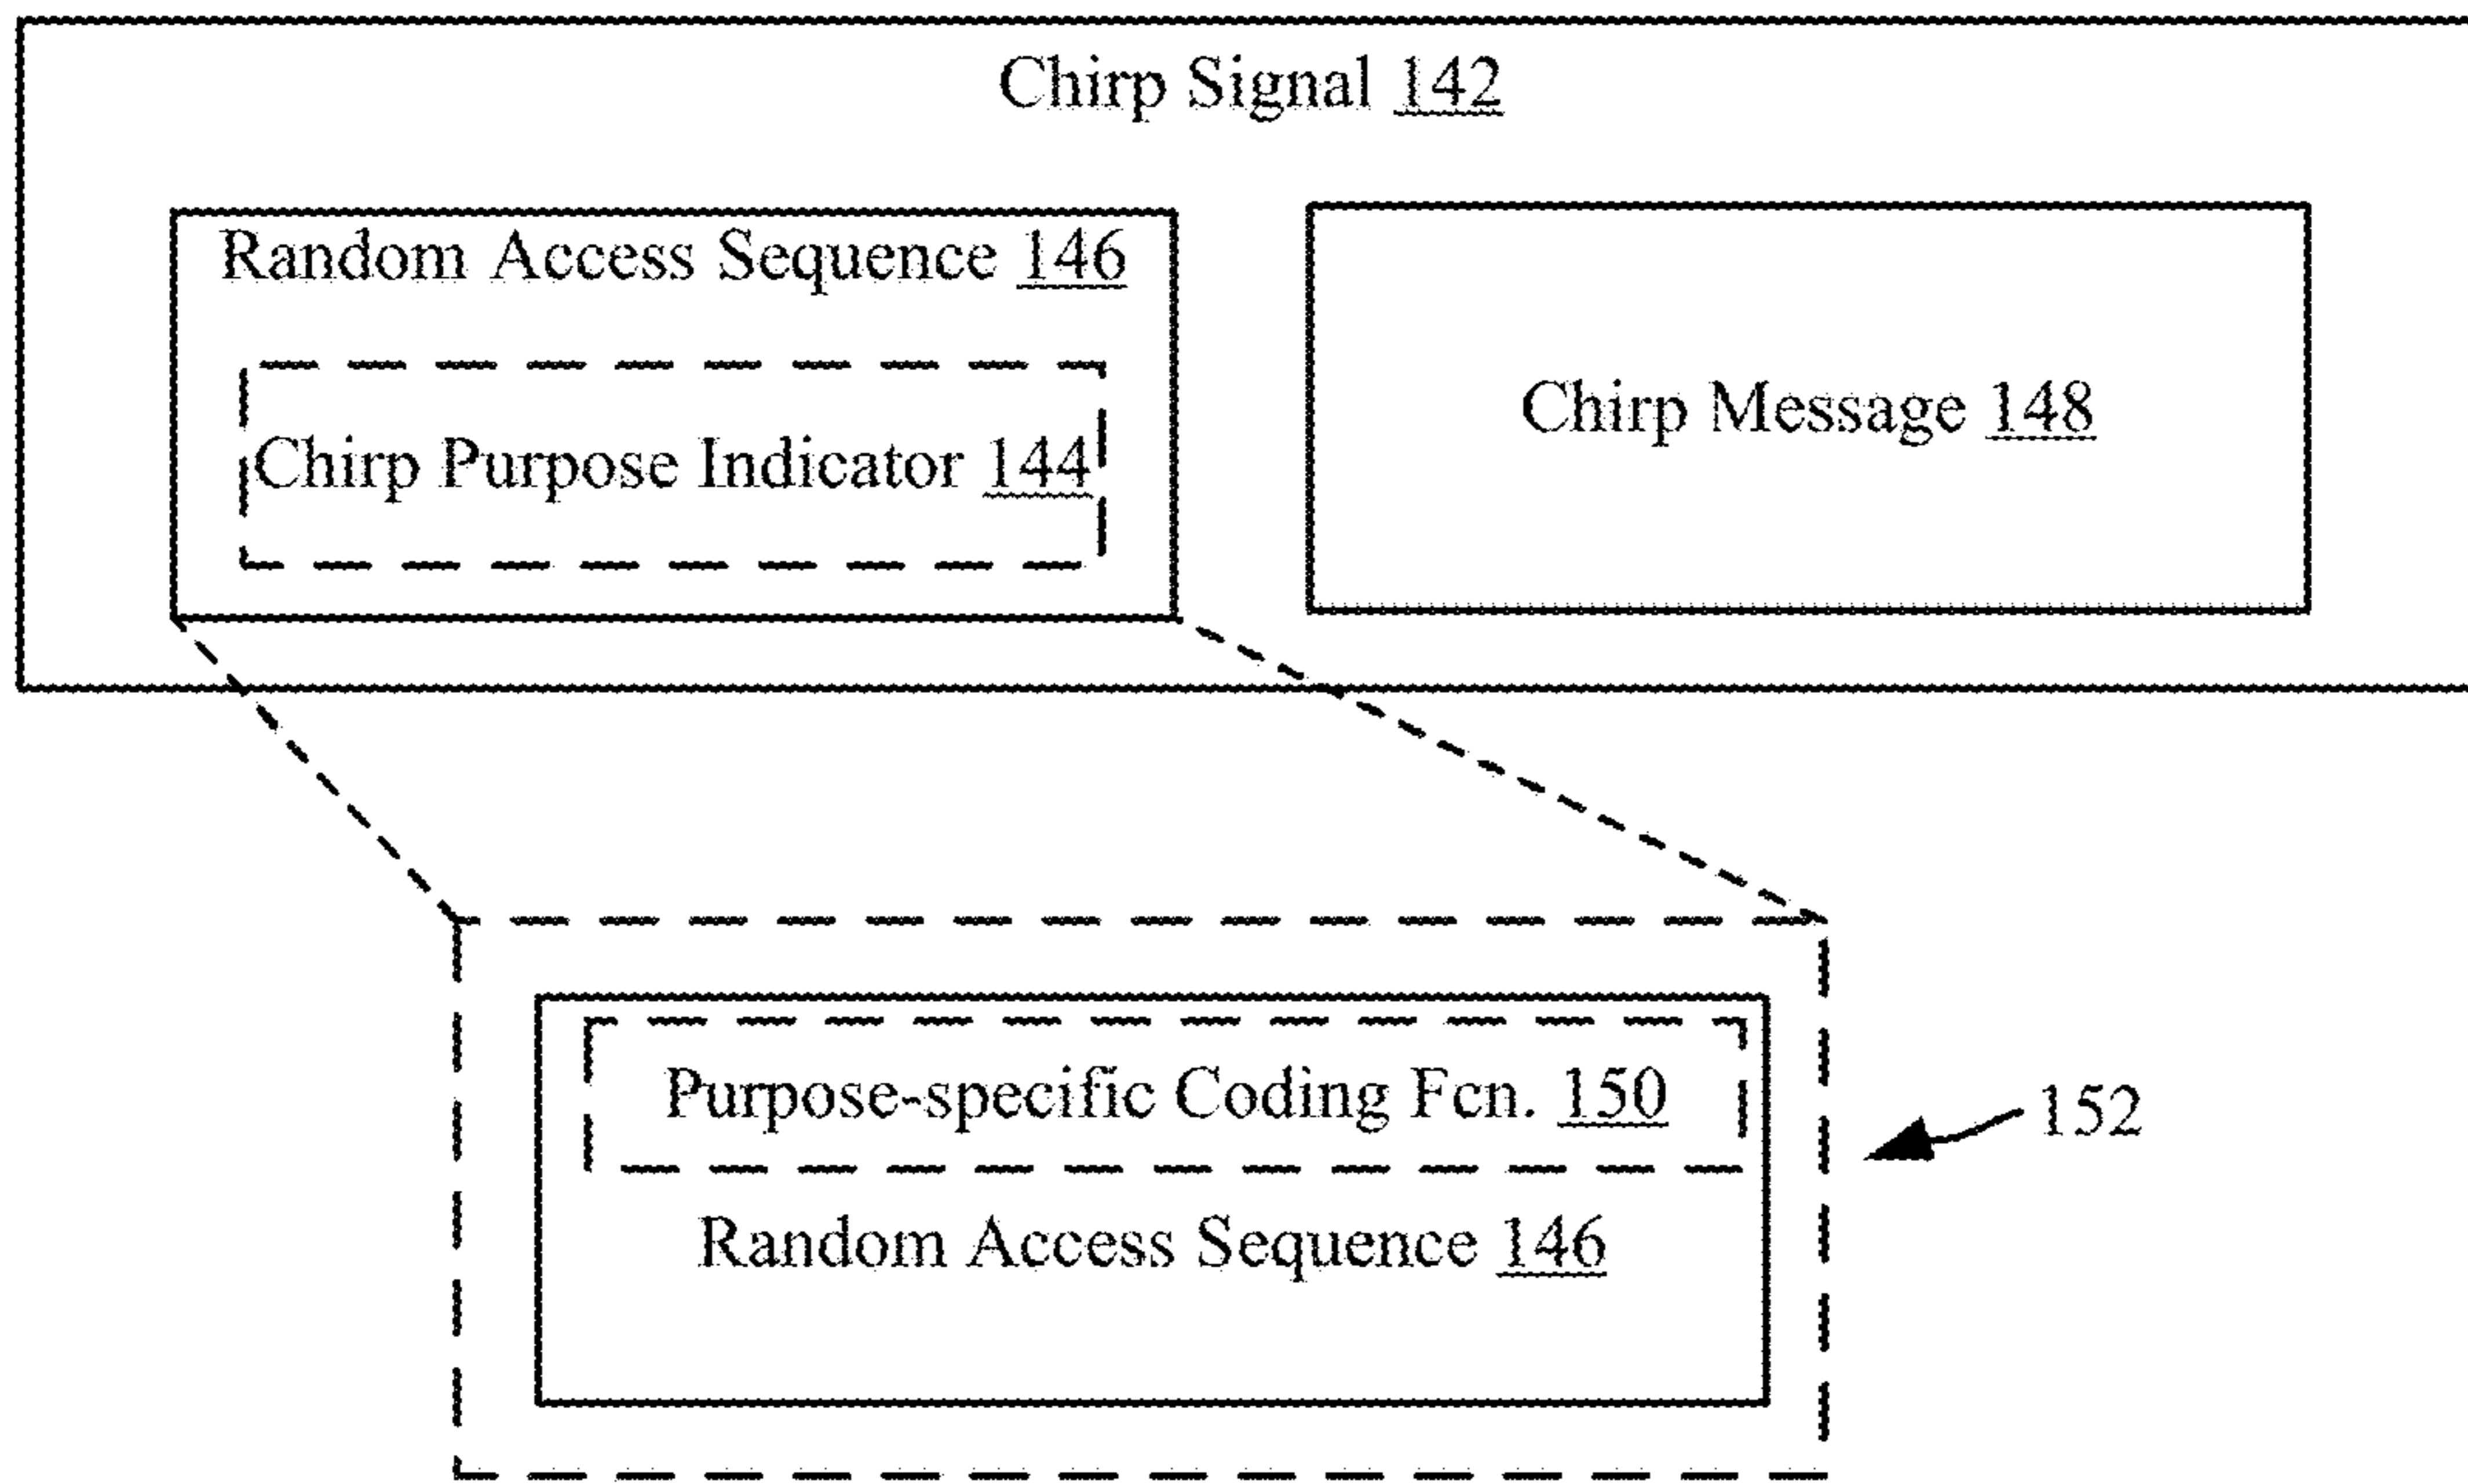 Chirp Signal 142
Random Access Sequence 146
Chirp Purpose Indicator 144
Chirp Message 148
Purpose-specific Coding Fcn. 150
Random Access Sequence 146
152